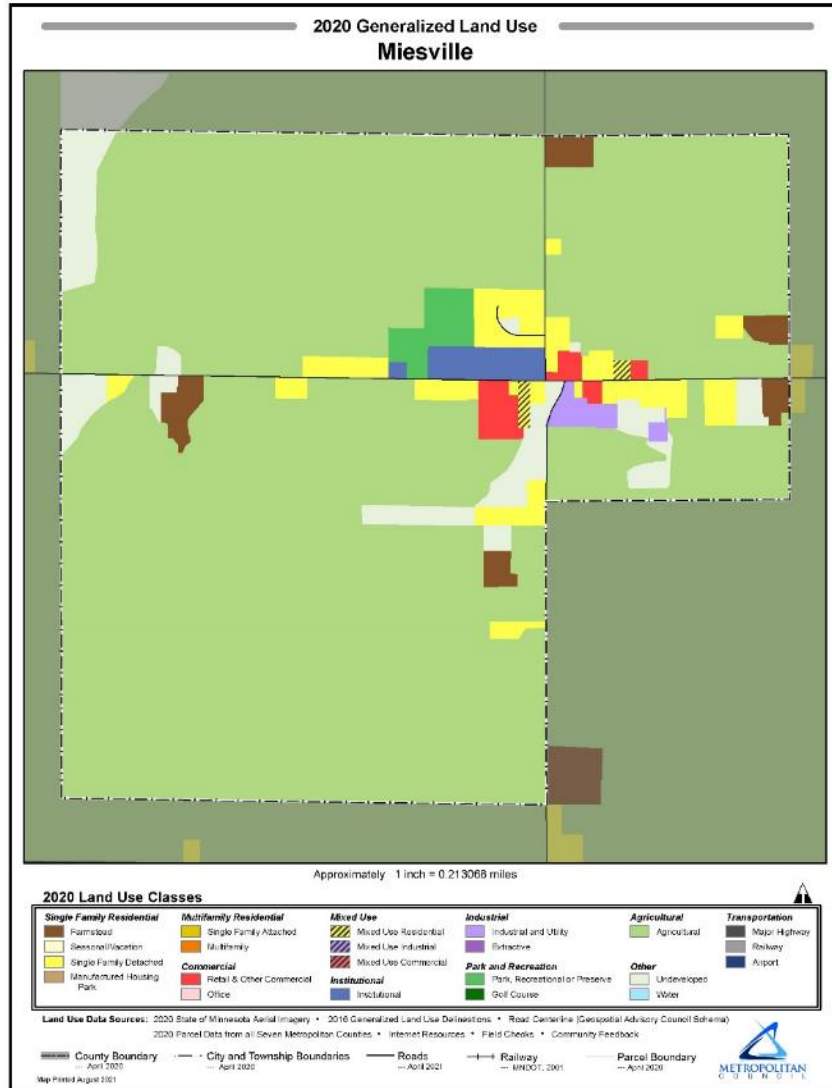 2020 Generalized Land Use
Miesville
Approximately 1 inch = 0.213068 miles
2020 Land Use Classes
Single Family Residential
Farmstead
Seasonal/Vacation
Single Family Detached
Manufactured Housing
Park
Multifamily Residential
Single Family Attached
Multifamily
Commercial
Retail & Other Commercial
Office
Mixed Use
Mixed Use Residential
Mixed Use Industrial
Mixed Use Commercial
Institutional
Institutional
Industrial
Industrial and Utility
Extractive
Park and Recreation
Park, Recreational or Preserve
Golf Course
Agricultural
Agricultural
Other
Undeveloped
Water
Transportation
Major Highway
Railway
Airport
Land Use Data Sources: 2020 State of Minnesota Aerial Imagery • 2016 Generalized Land Use Delineations • Road Centerline (Geospatial Advisory Council Schema)
2020 Parcel Data from all Seven Metropolitan Counties • Internet Resources • Field Checks • Community Feedback
County Boundary
--- April 2020
City and Township Boundaries
--- April 2020
Roads
--- April 2021
Railway
--- MNDOT, 2001
Parcel Boundary
--- April 2020
Map Printed August 2021
METROPOLITAN
COUNCIL